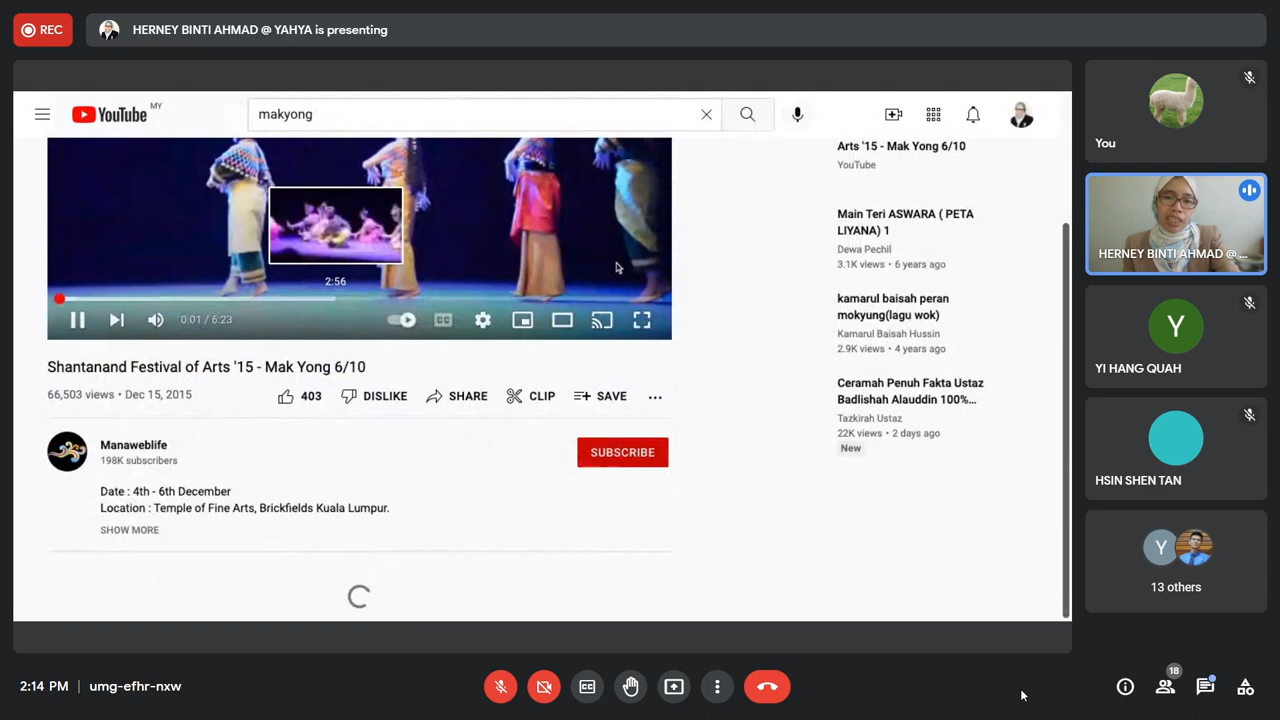 REC
HERNEY BINTI AHMAD @ YAHYA is presenting
YouTube MY
makyong
2:56
0:01 / 6:23
CC
Shantanand Festival of Arts '15 - Mak Yong 6/10
66,503 views • Dec 15, 2015
403
DISLIKE
SHARE
CLIP
SAVE
Manaweblife
198K subscribers
SUBSCRIBE
Date : 4th - 6th December
Location : Temple of Fine Arts, Brickfields Kuala Lumpur.
SHOW MORE
Arts '15 - Mak Yong 6/10
YouTube
Main Teri ASWARA ( PETA
LIYANA) 1
Dewa Pechil
3.1K views • 6 years ago
kamarul baisah peran
mokyung(lagu wok)
Kamarul Baisah Hussin
2.9K views • 4 years ago
Ceramah Penuh Fakta Ustaz
Badlishah Alauddin 100%...
Tazkirah Ustaz
22K views • 2 days ago
New
You
HERNEY BINTI AHMAD @ ...
Y
YI HANG QUAH
HSIN SHEN TAN
Y
13 others
2:14 PM
umg-efhr-nxw
CC
18